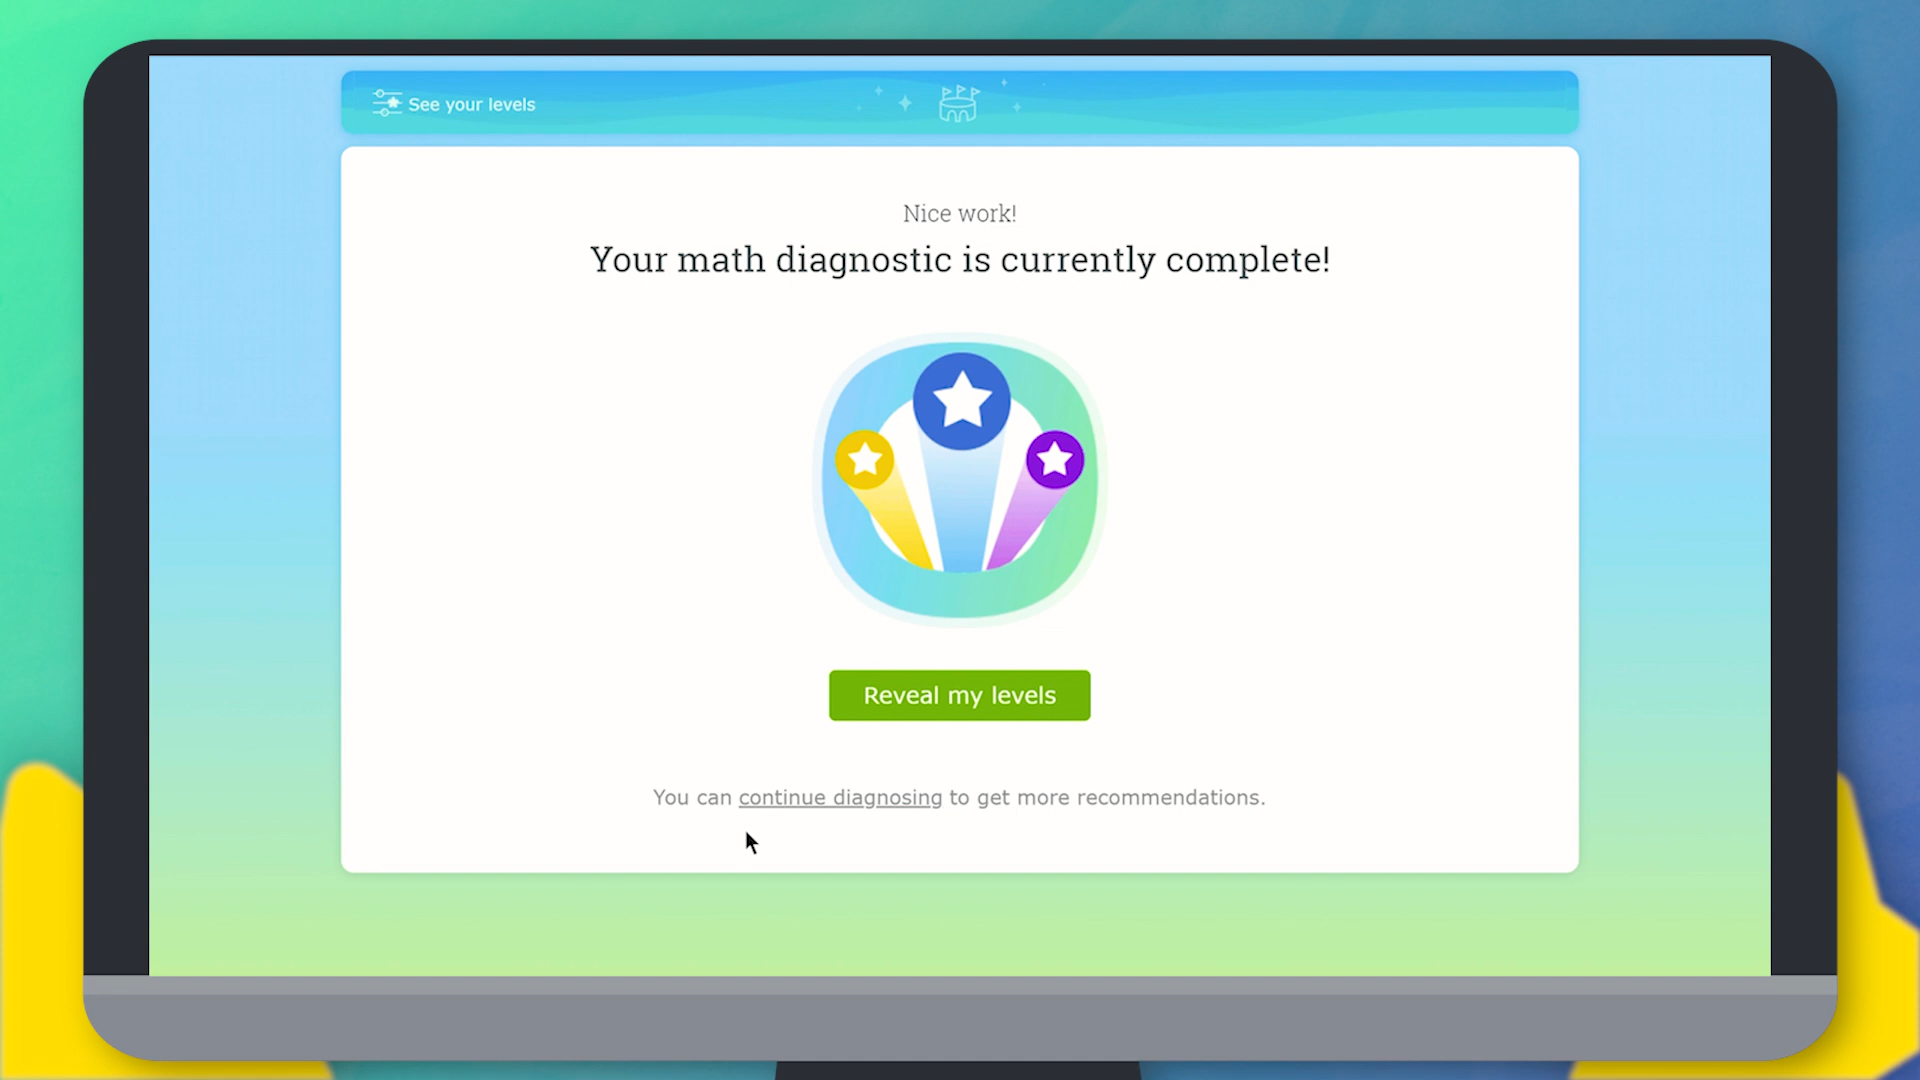 See your levels
Nice work!
Your math diagnostic is currently complete!
Reveal my levels
You can continue diagnosing to get more recommendations.